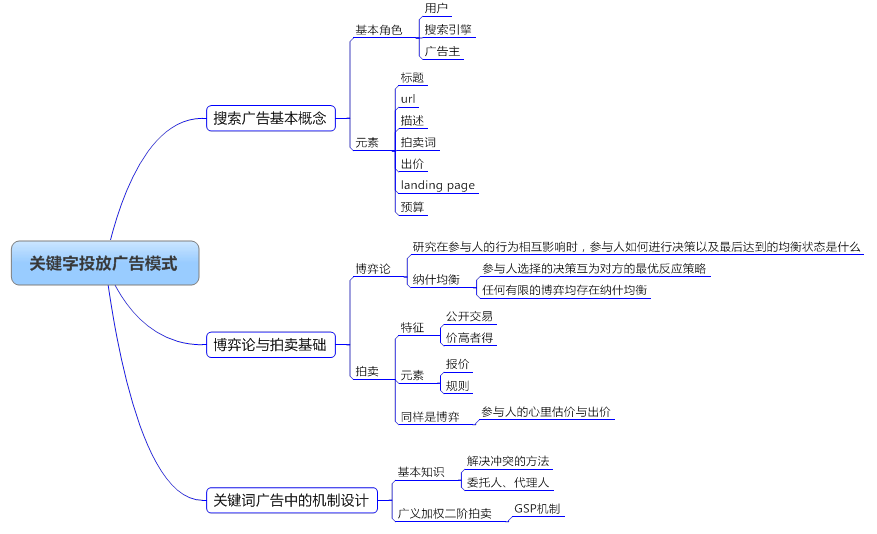 关键字投放广告模式
搜索广告基本概念
基本角色
用户
搜索引擎
广告主
元素
标题
url
描述
拍卖词
出价
landing page
预算
博弈论与拍卖基础
博弈论
研究在参与人的行为相互影响时，参与人如何进行决策以及最后达到的均衡状态是什么
纳什均衡
参与人选择的决策互为对方的最优反应策略
任何有限的博弈均存在纳什均衡
拍卖
特征
公开交易
价高者得
元素
报价
规则
同样是博弈
参与人的心里估价与出价
关键词广告中的机制设计
基本知识
解决冲突的方法
委托人、代理人
广义加权二阶拍卖
GSP机制